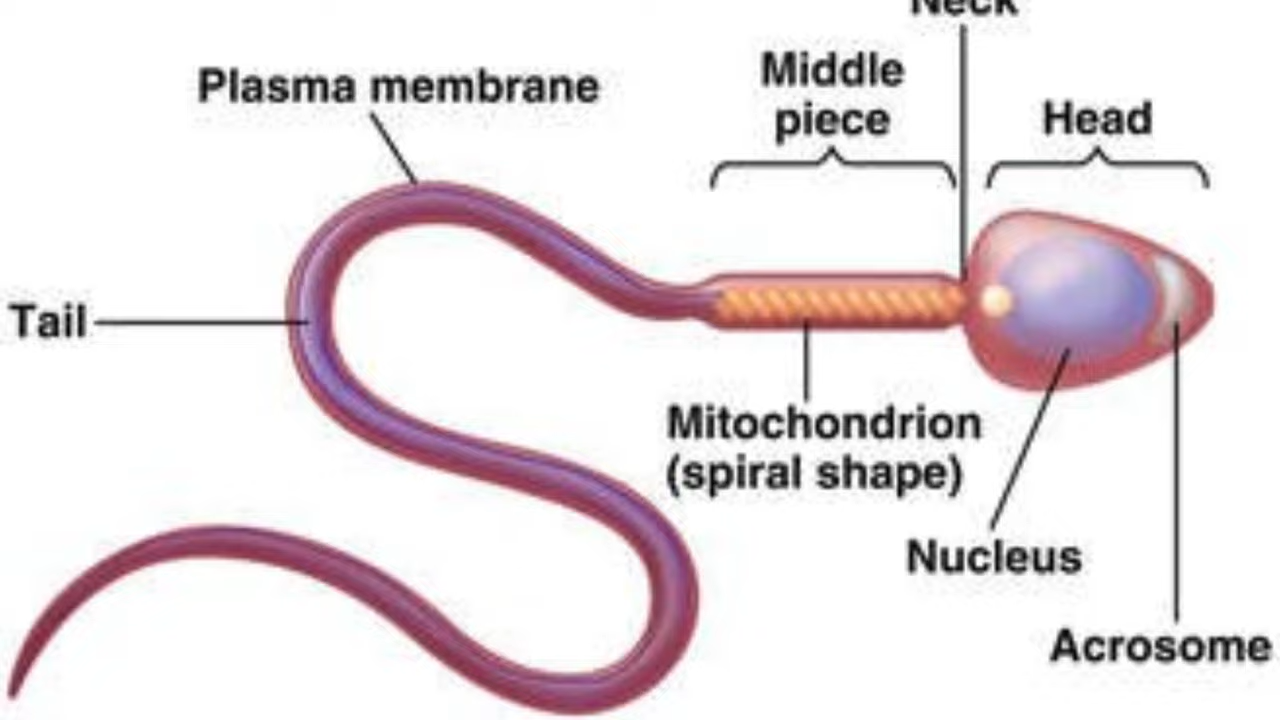 Neck
Plasma membrane
Middle
piece
Head
Tail
Mitochondrion
(spiral shape)
Nucleus
Acrosome